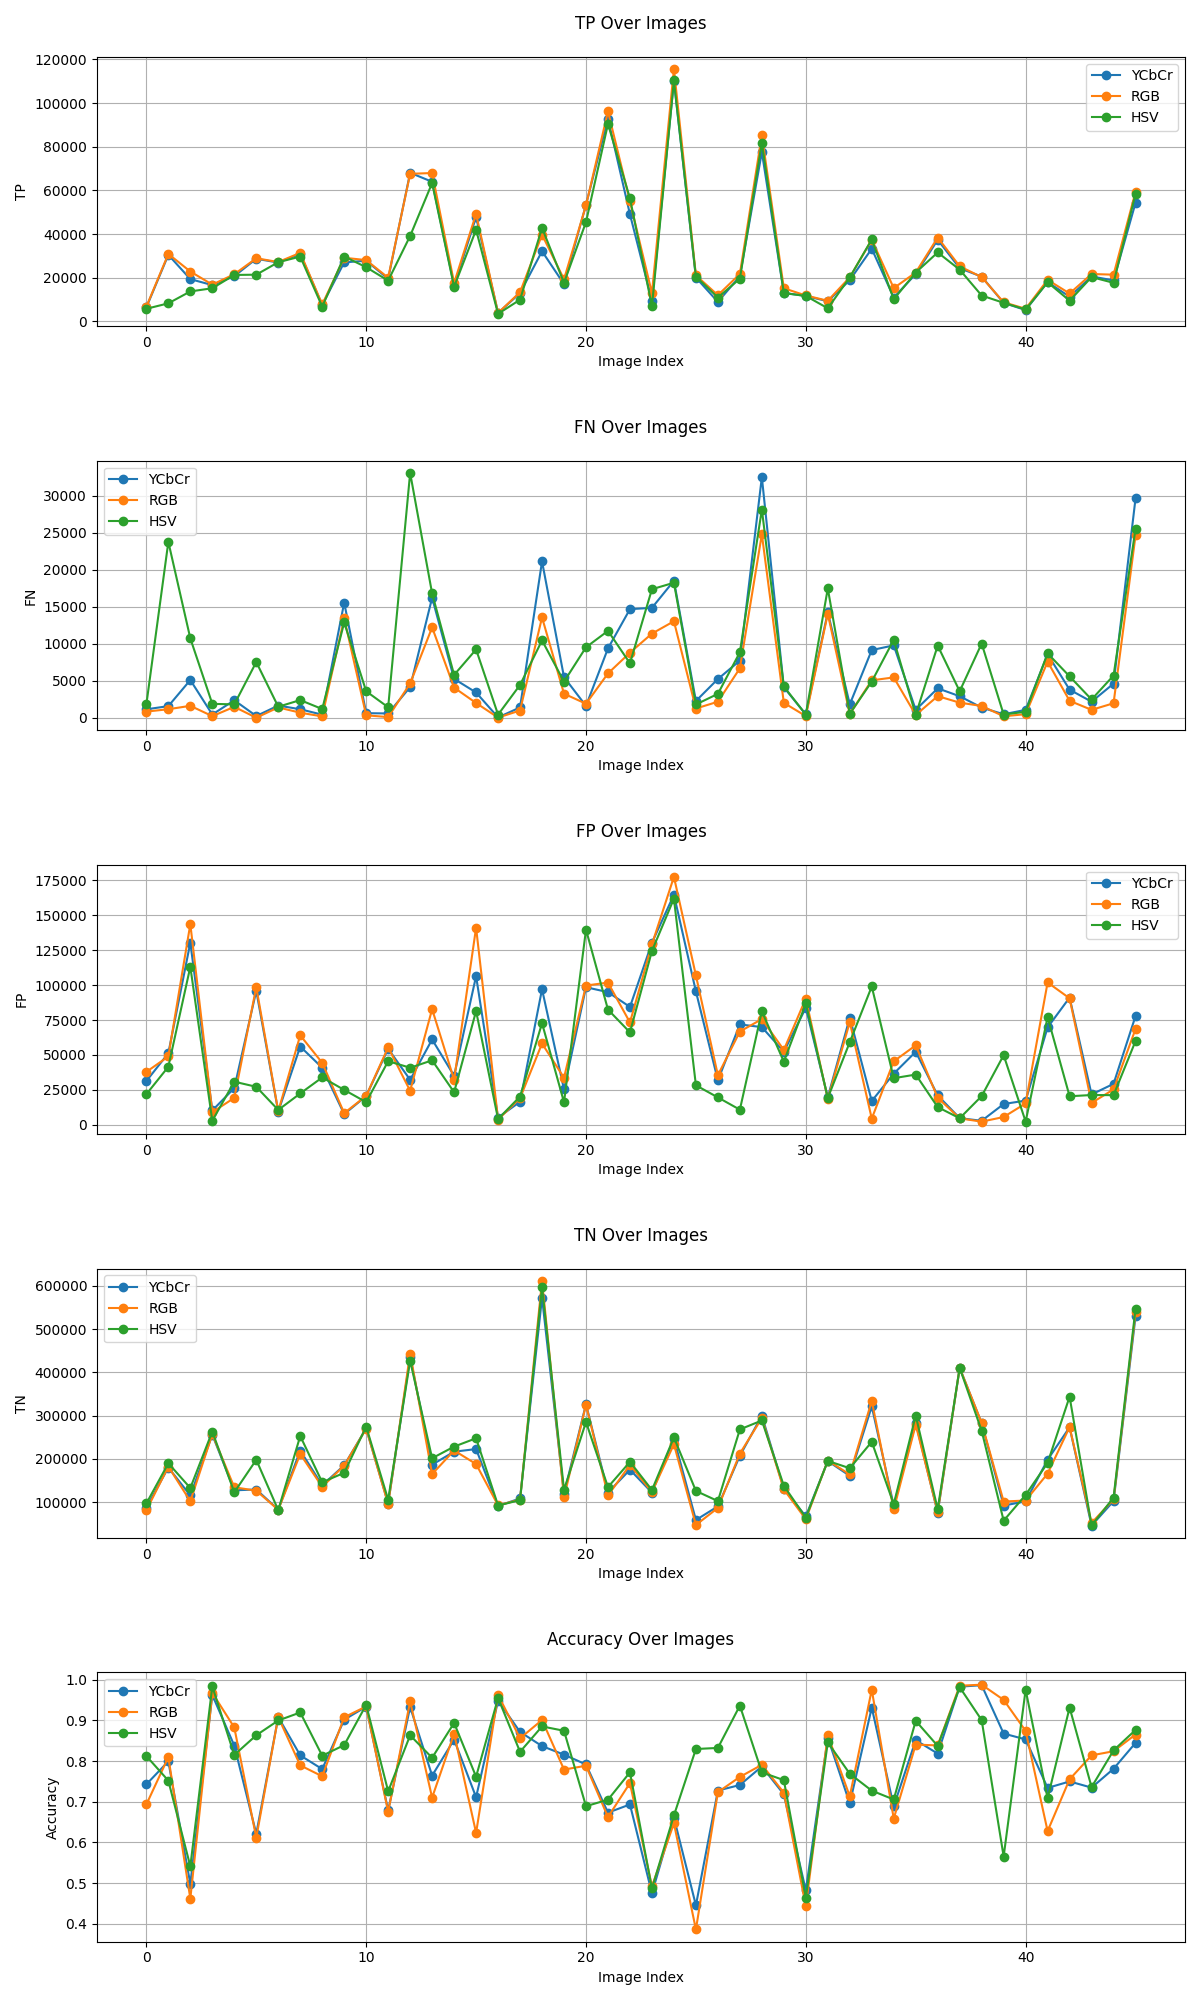 TP Over Images
120000
100000
80000
60000
40000
20000
0
TP
YCbCr
RGB
HSV
0 10 20 30 40
Image Index
FN Over Images
30000
25000
20000
15000
10000
5000
0
FN
YCbCr
RGB
HSV
0 10 20 30 40
Image Index
FP Over Images
175000
150000
125000
100000
75000
50000
25000
0
FP
YCbCr
RGB
HSV
0 10 20 30 40
Image Index
TN Over Images
600000
500000
400000
300000
200000
100000
TN
YCbCr
RGB
HSV
0 10 20 30 40
Image Index
Accuracy Over Images
1.0
0.9
0.8
0.7
0.6
0.5
0.4
Accuracy
YCbCr
RGB
HSV
0 10 20 30 40
Image Index